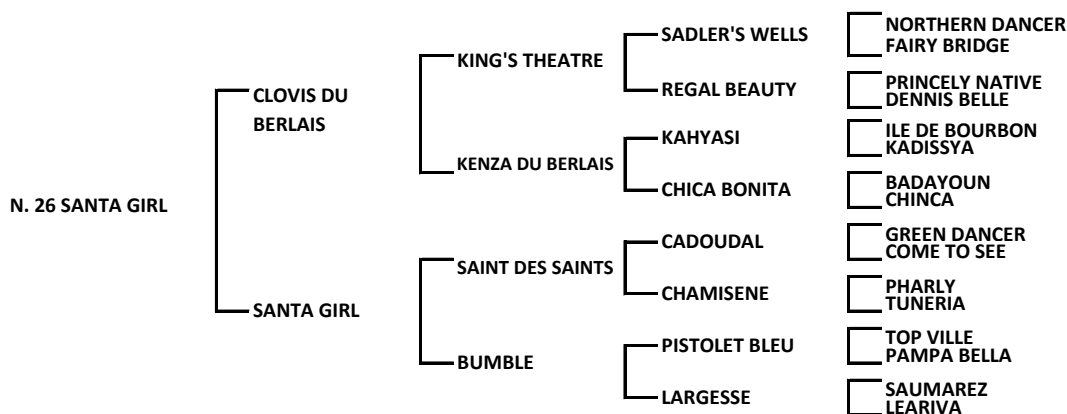 N. 26 SANTA GIRL
CLOVIS DU
BERLAIS
SANTA GIRL
KING'S THEATRE
KENZA DU BERLAIS
SAINT DES SAINTS
BUMBLE
SADLER'S WELLS
REGAL BEAUTY
KAHYASI
CHICA BONITA
CADOUDAL
CHAMISENE
PISTOLET BLEU
LARGESSE
NORTHERN DANCER
FAIRY BRIDGE
PRINCELY NATIVE
DENNIS BELLE
ILE DE BOURBON
KADISSYA
BADAYOUN
CHINCA
GREEN DANCER
COME TO SEE
PHARLY
TUNERIA
TOP VILLE
PAMPA BELLA
SAUMAREZ
LEARIVA